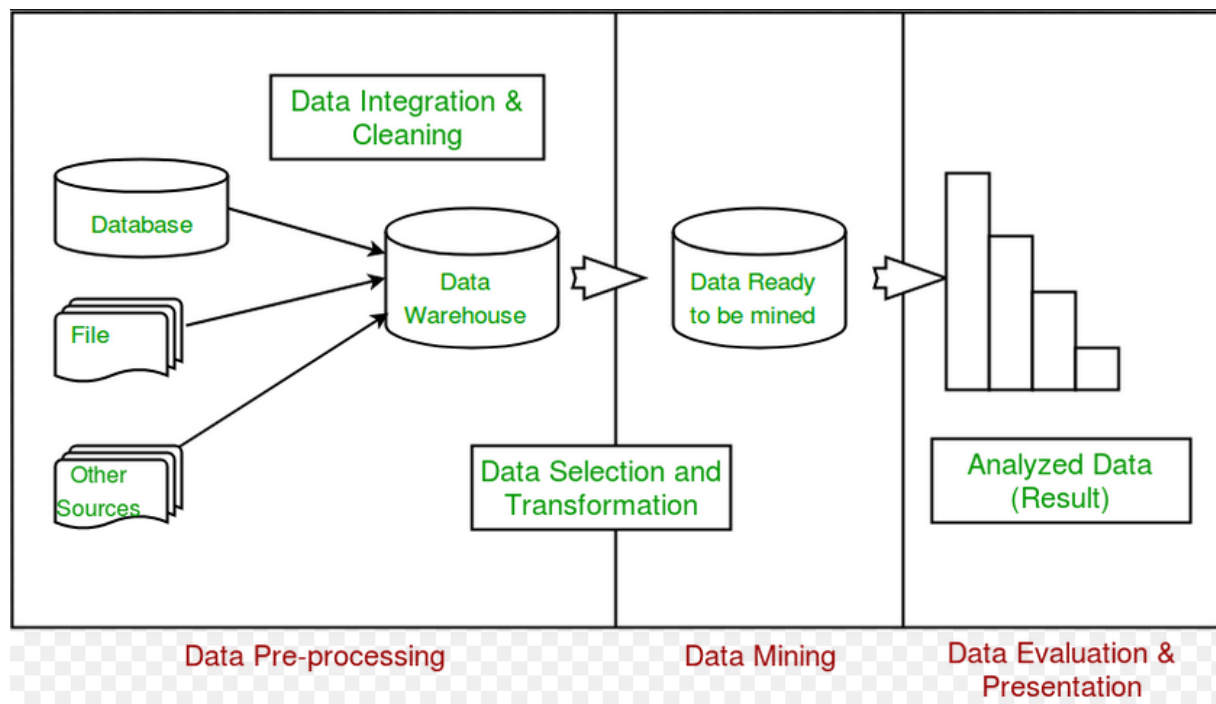 Data Integration &
Cleaning
Database
File
Other
Sources
Data
Warehouse
Data Selection and
Transformation
Data Ready
to be mined
Analyzed Data
(Result)
Data Pre-processing
Data Mining
Data Evaluation &
Presentation